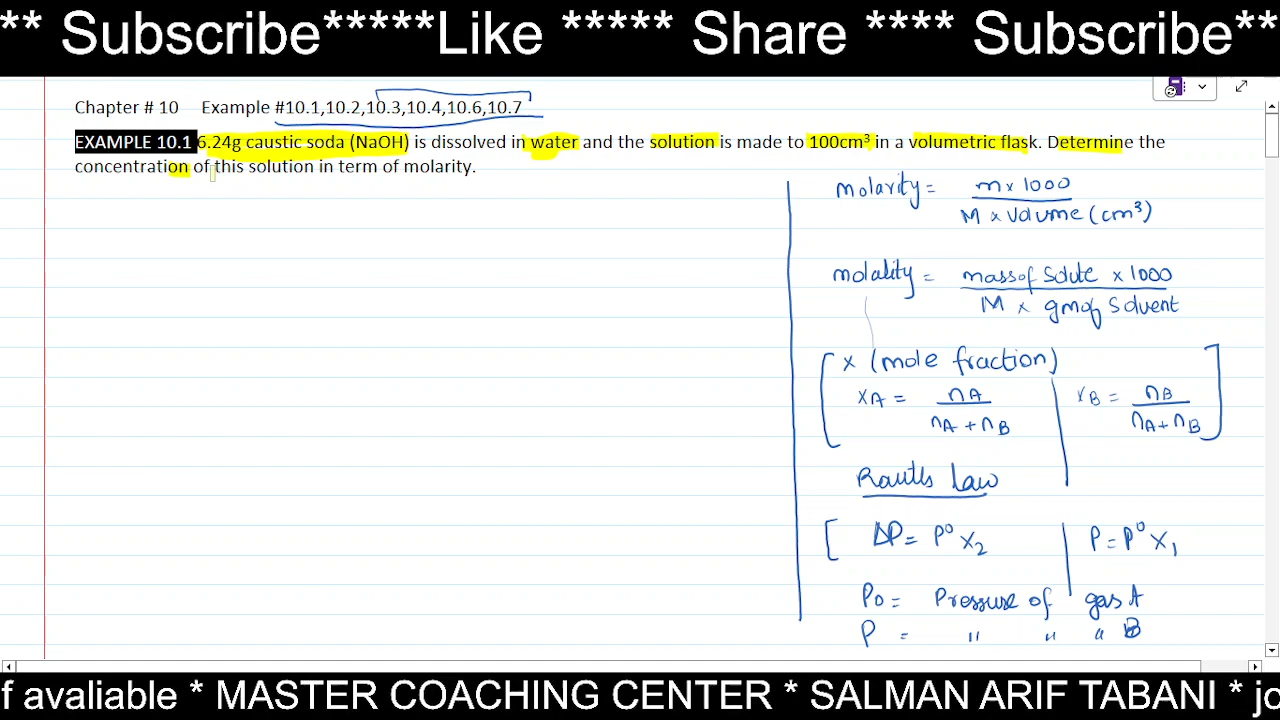 ** Subscribe*****Like ***** Share **** Subscribe**
Chapter # 10 Example #10.1,10.2,10.3,10.4,10.6,10.7
EXAMPLE 10.1 6.24g caustic soda (NaOH) is dissolved in water and the solution is made to 100cm³ in a volumetric flask. Determine the
concentration of this solution in term of molarity.
molarity = m x 1000
M x Volume (cm³)
molality = mass of Solute x 1000
M x gm of Solvent
x (mole fraction)
xA = nA xB = nB
nA + nB nA + nB
Raults Law
ΔP = P⁰ X₂ P = P⁰ X₁
P₀ = Pressure of gas A
P = " " " B
f avaliable * MASTER COACHING CENTER * SALMAN ARIF TABANI * jo